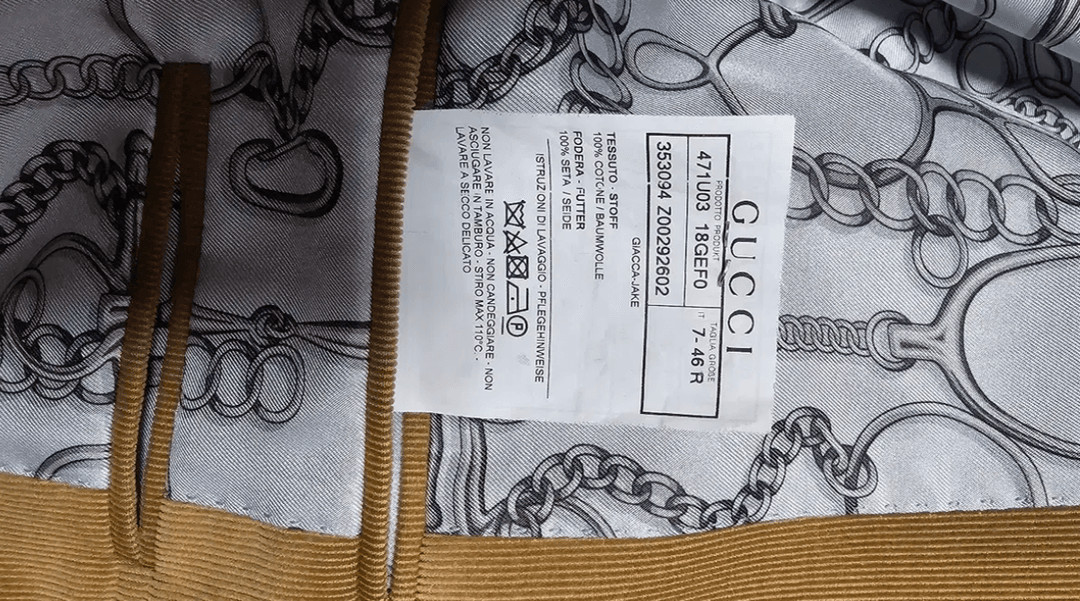 GUCCI
PRODOTTO PRODUKT
TAGLIA GRÖßE
471U03 18GEF0
IT 7- 46 R
353094 Z00292602
GIACCA-JAKE
TESSUTO - STOFF
100% COTONE / BAUMWOLLE
FODERA - FUTTER
100% SETA / SEIDE
ISTRUZIONI DI LAVAGGIO - PFLEGEHINWEISE
P
NON LAVARE IN ACQUA - NON CANDEGGIARE - NON
ASCIUGARE IN TAMBURO - STIRO MAX 110°C. -
LAVARE A SECCO DELICATO